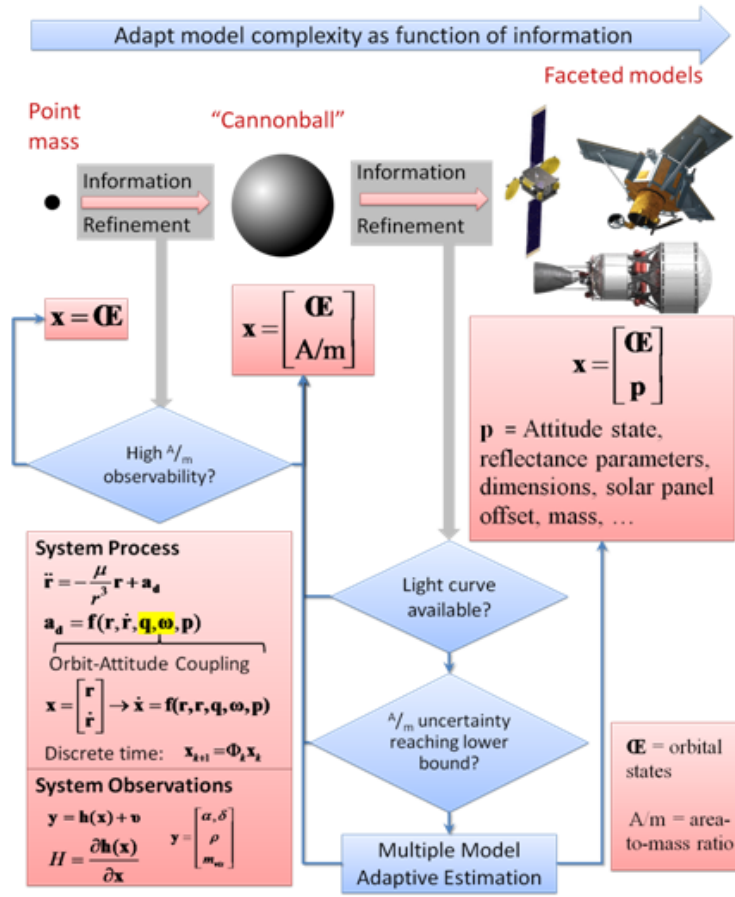 Adapt model complexity as function of information
Faceted models
Point
mass
“Cannonball”
Information
Refinement
Information
Refinement
x = Œ
x = [Œ
A/m]
x = [Œ
p]
p = Attitude state,
reflectance parameters,
dimensions, solar panel
offset, mass, …
High A/m
observability?
Light curve
available?
A/m uncertainty
reaching lower
bound?
Multiple Model
Adaptive Estimation
System Process
r̈ = −μ/r³ r + a_d
a_d = f(r, ṙ, q, ω, p)
Orbit-Attitude Coupling
x = [r
ṙ] → ẋ = f(r, r, q, ω, p)
Discrete time: x_{k+1} = Φ_k x_k
System Observations
y = h(x) + υ
H = ∂h(x)/∂x
y = [α, δ
ρ
]
Œ = orbital
states
A/m = area-
to-mass ratio